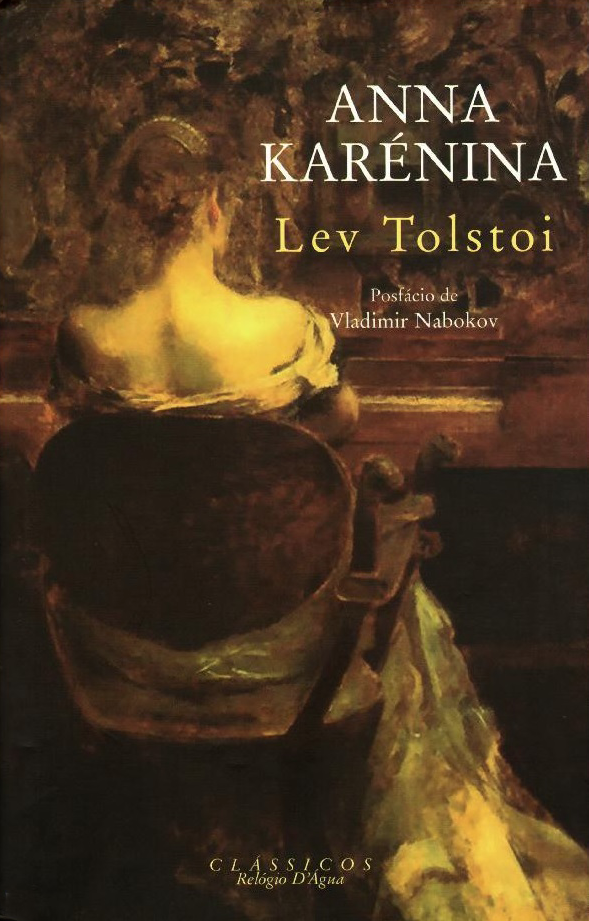 ANNA
KARÉNINA
Lev Tolstoi
Posfácio de
Vladimir Nabokov
CLÁSSICOS
Relógio D'Água